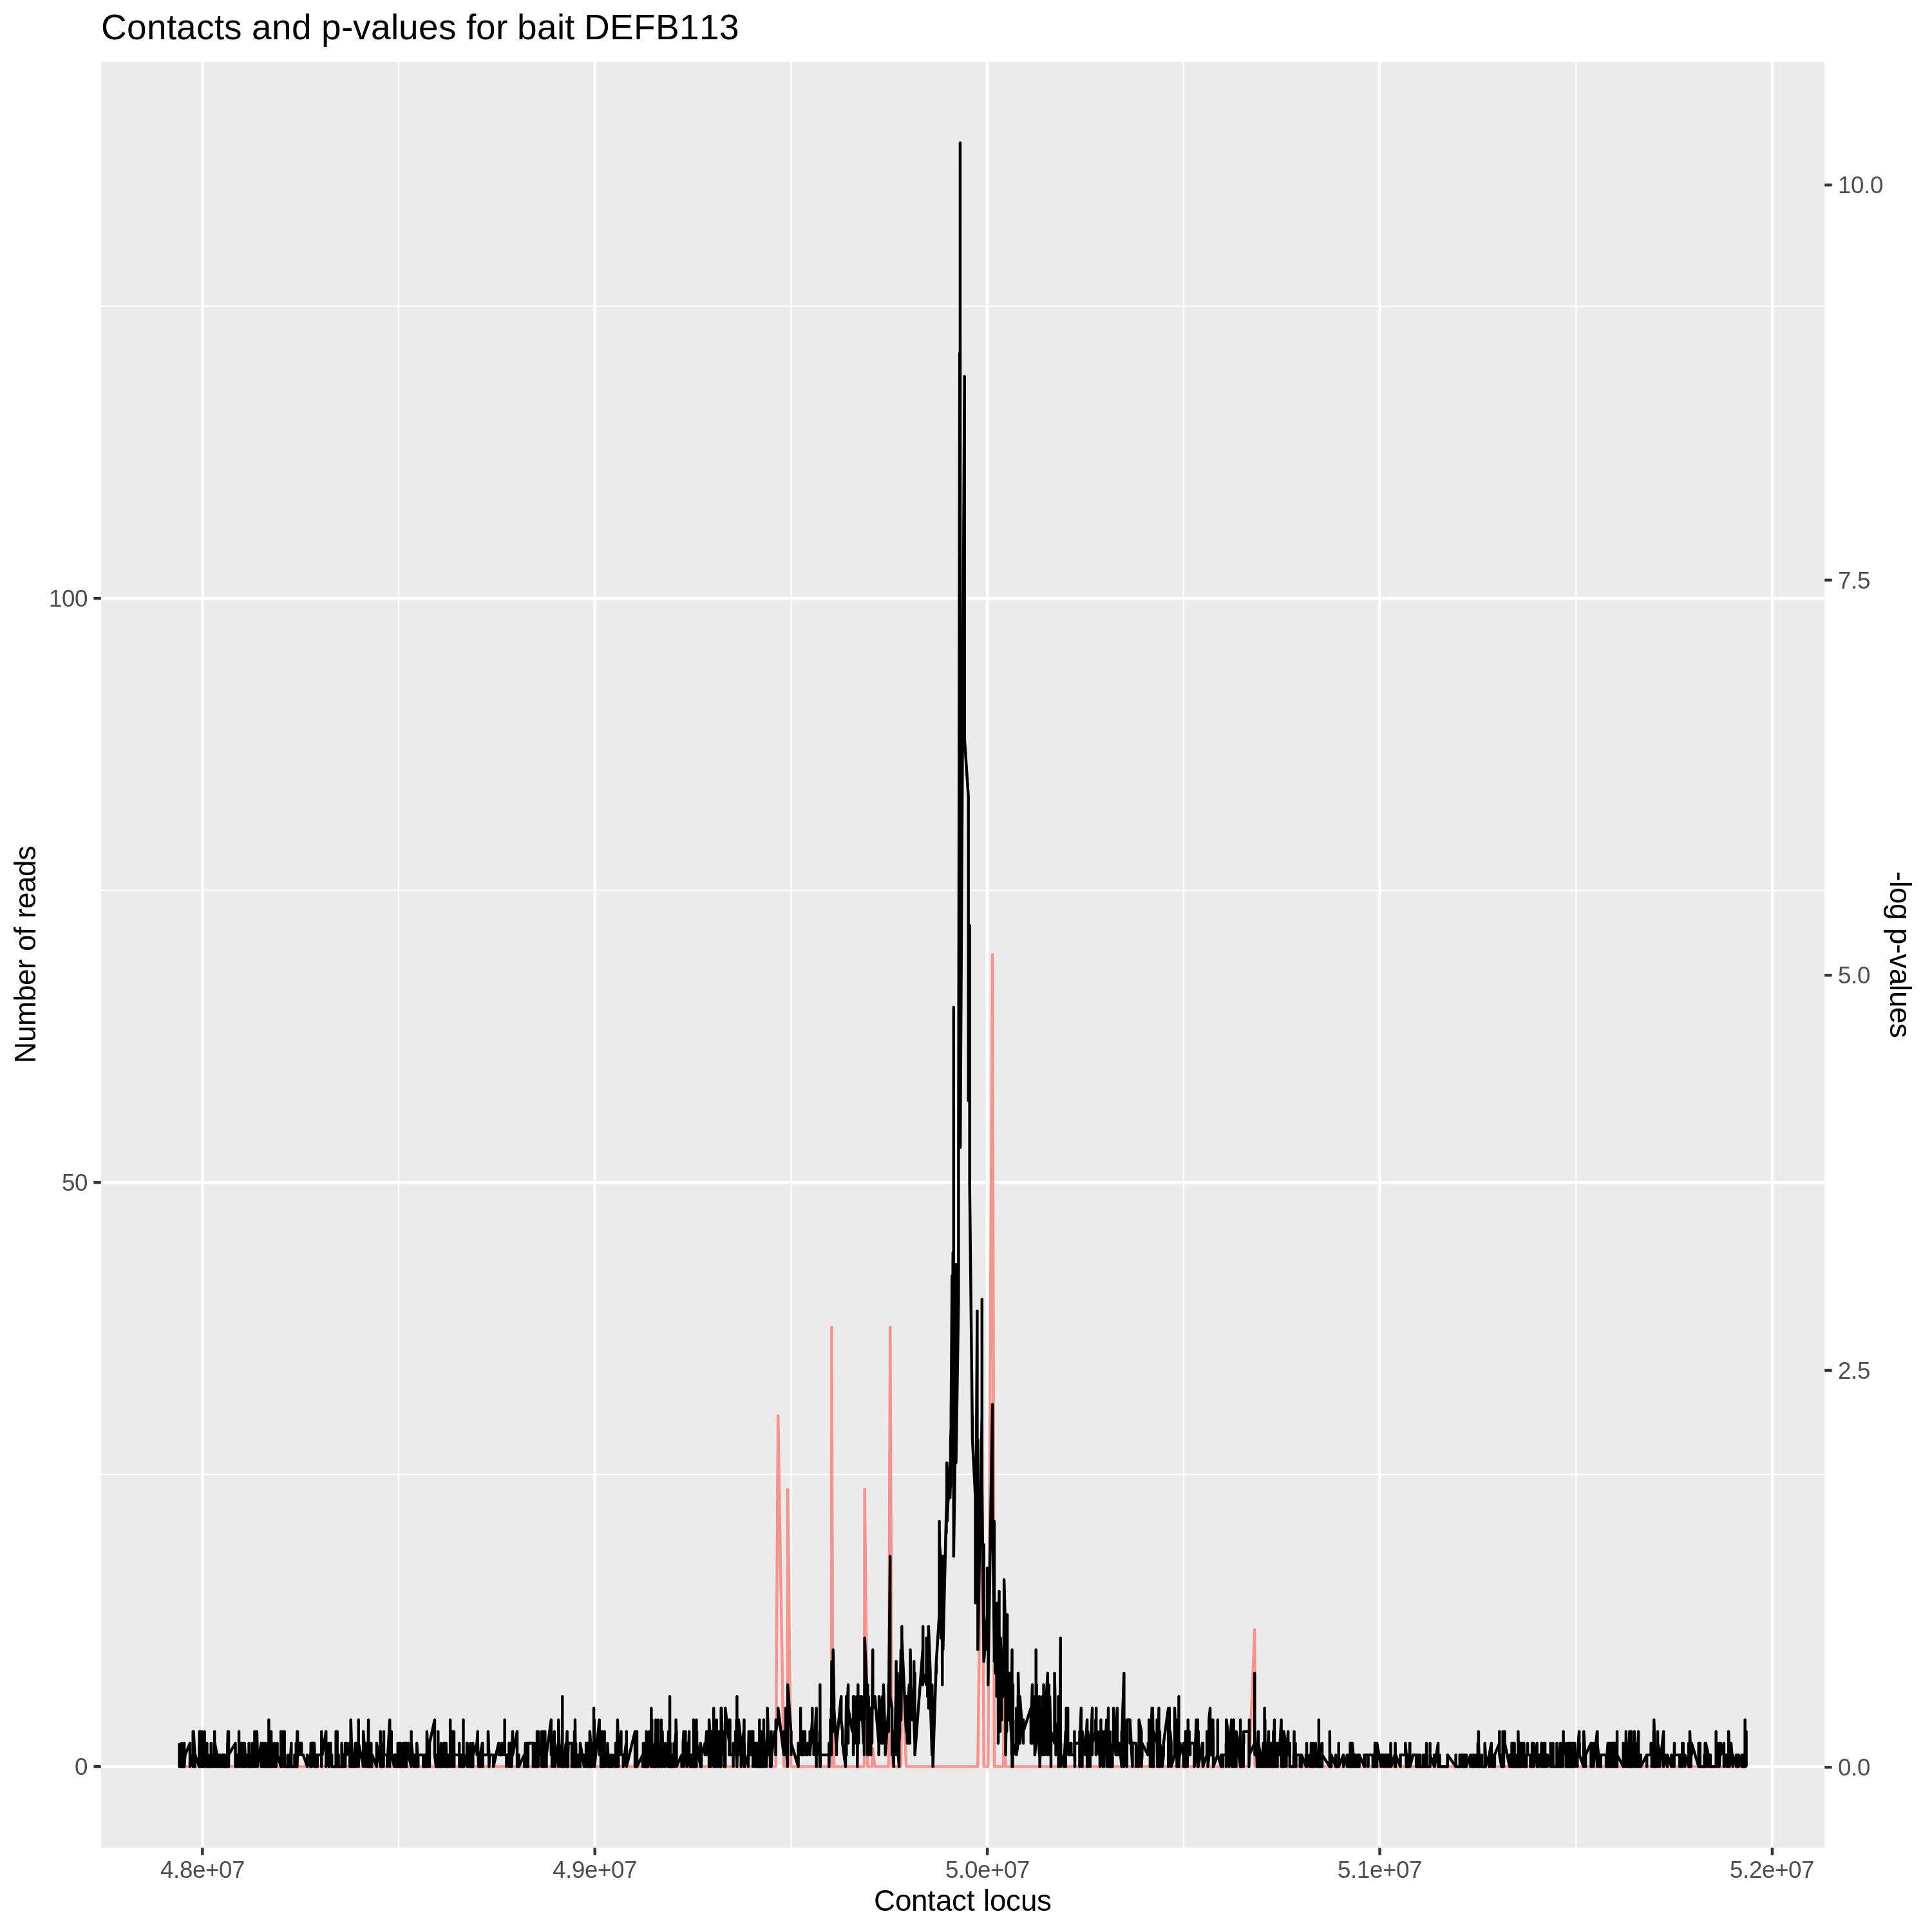 Contacts and p-values for bait DEFB113
Number of reads
100
50
0
10.0
7.5
5.0
2.5
0.0
-log p-values
4.8e+07 4.9e+07 5.0e+07 5.1e+07 5.2e+07
Contact locus